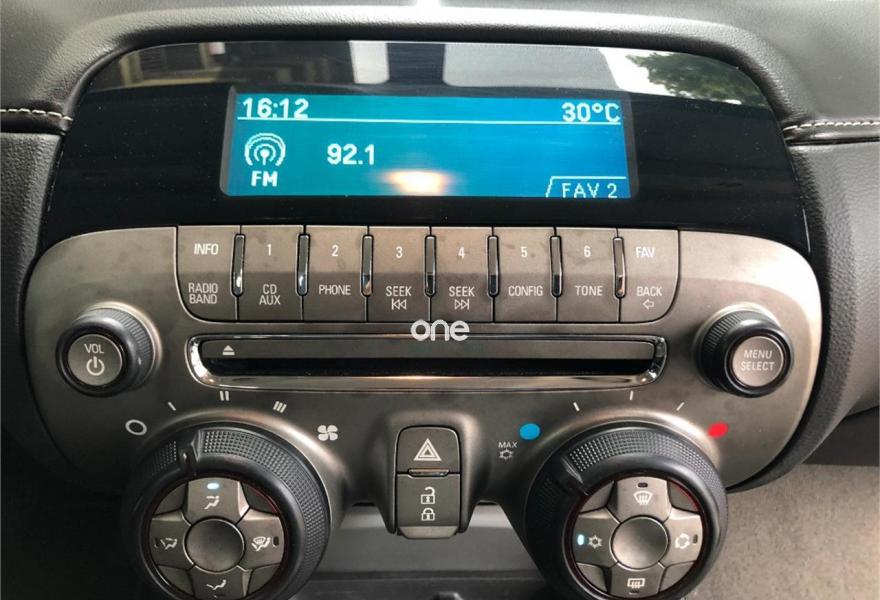 16:12 30°C
FM 92.1
FAV 2
INFO 1 2 3 4 5 6 FAV
RADIO BAND CD AUX PHONE SEEK SEEK CONFIG TONE BACK
one
VOL
MENU SELECT
MAX